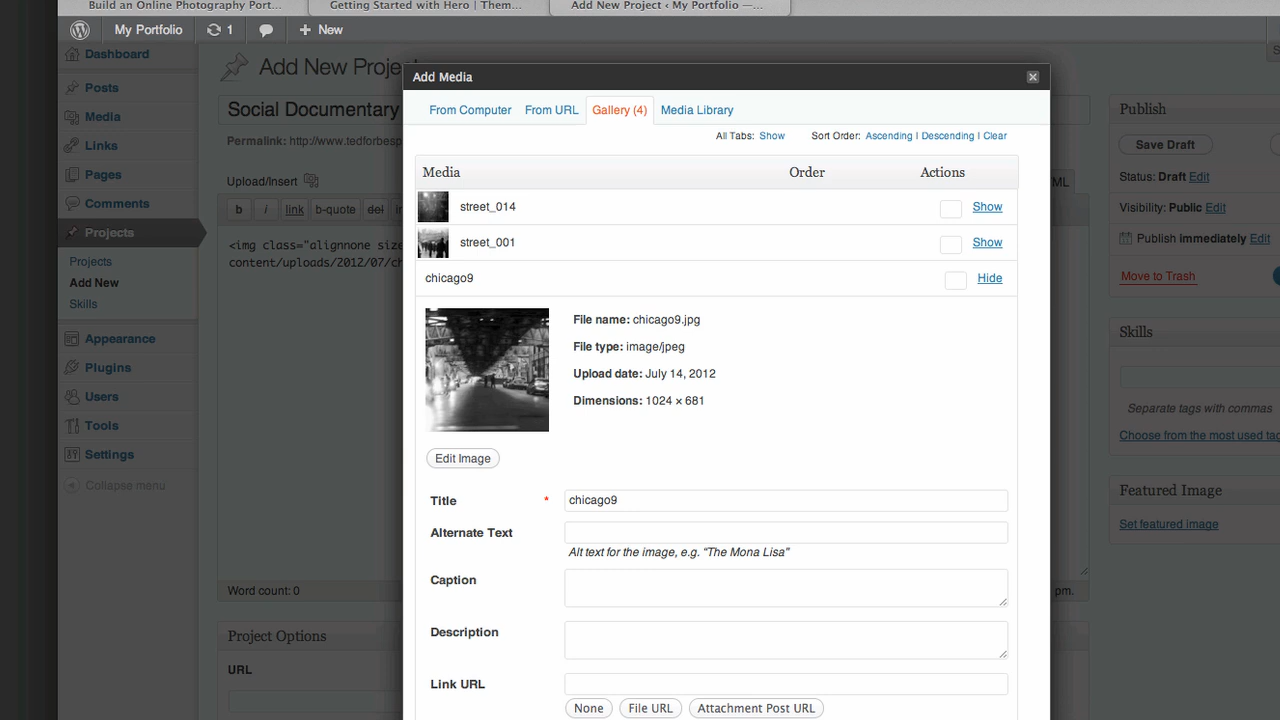 Build an Online Photography Port...
Getting Started with Hero | Them...
Add New Project ‹ My Portfolio —...
My Portfolio
1
New
Dashboard
Posts
Media
Links
Pages
Comments
Projects
Projects
Add New
Skills
Appearance
Plugins
Users
Tools
Settings
Collapse menu
Add New Projec
Social Documentary
Permalink: http://www.tedforbesp
Upload/Insert
b
i
link
b-quote
del
<img class="alignnone size
content/uploads/2012/07/ch
Word count: 0
pm.
Project Options
URL
Add Media
From Computer
From URL
Gallery (4)
Media Library
All Tabs: Show
Sort Order: Ascending | Descending | Clear
Media Order Actions
street_014 Show
street_001 Show
chicago9 Hide
File name: chicago9.jpg
File type: image/jpeg
Upload date: July 14, 2012
Dimensions: 1024 × 681
Edit Image
Title * chicago9
Alternate Text
Alt text for the image, e.g. “The Mona Lisa”
Caption
Description
Link URL
None
File URL
Attachment Post URL
Publish
Save Draft
Status: Draft Edit
Visibility: Public Edit
Publish immediately Edit
Move to Trash
Skills
Separate tags with commas
Choose from the most used tag
Featured Image
Set featured image